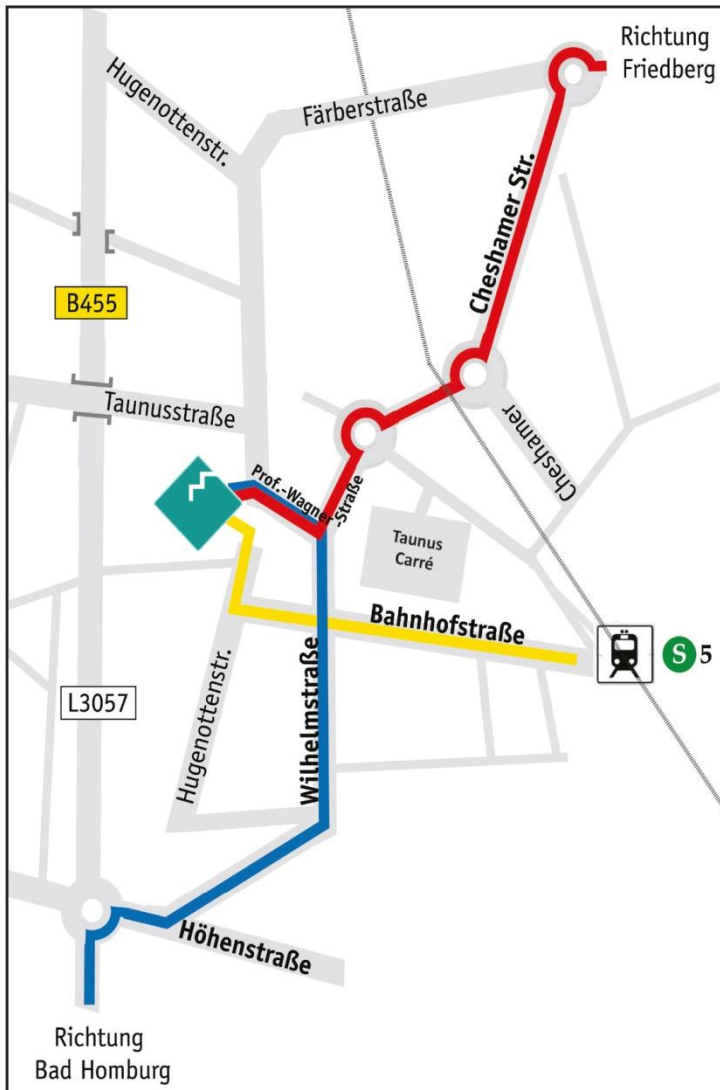 Richtung
Friedberg
Hugenottenstr.
Färberstraße
Cheshamer Str.
B455
Taunusstraße
Cheshamer
Prof.-Wagner-Straße
Taunus
Carré
Bahnhofstraße
S 5
L3057
Hugenottenstr.
Wilhelmstraße
Höhenstraße
Richtung
Bad Homburg